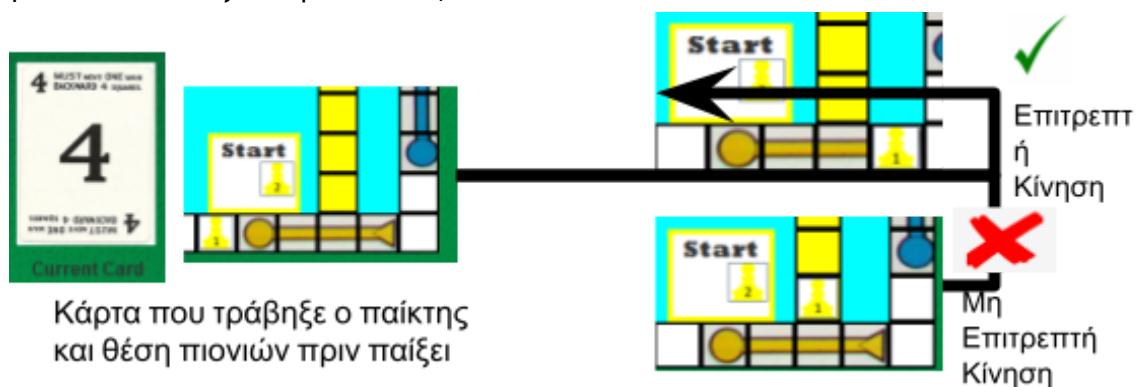 4 MUST MOVE ONE MAN
BACKWARD 4 SQUARES.
4
4 MUST MOVE ONE MAN
BACKWARD 4 SQUARES
Current Card
Start
2
1
Κάρτα που τράβηξε ο παίκτης
και θέση πιονιών πριν παίξει
Start
1
Επιτρεπτ
ή
Κίνηση
Start
2
1
Μη
Επιτρεπτή
Κίνηση